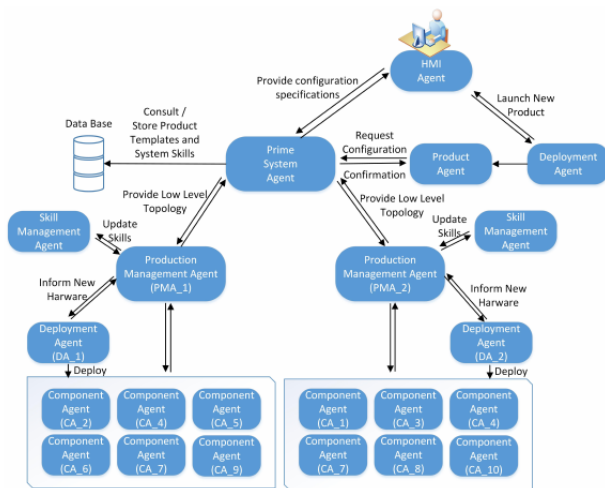 HMI
Agent
Provide configuration
specifications
Launch New
Product
Consult /
Store Product
Templates and
System Skills
Data Base
Prime
System
Agent
Request
Configuration
Confirmation
Product
Agent
Deployment
Agent
Provide Low Level
Topology
Provide Low Level
Topology
Skill
Management
Agent
Update
Skills
Production
Management Agent
(PMA_1)
Update
Skills
Skill
Management
Agent
Production
Management Agent
(PMA_2)
Inform New
Harware
Inform New
Harware
Deployment
Agent
(DA_1)
Deploy
Deployment
Agent
(DA_2)
Deploy
Component
Agent
(CA_2)
Component
Agent
(CA_4)
Component
Agent
(CA_5)
Component
Agent
(CA_6)
Component
Agent
(CA_7)
Component
Agent
(CA_9)
Component
Agent
(CA_1)
Component
Agent
(CA_3)
Component
Agent
(CA_4)
Component
Agent
(CA_7)
Component
Agent
(CA_8)
Component
Agent
(CA_10)